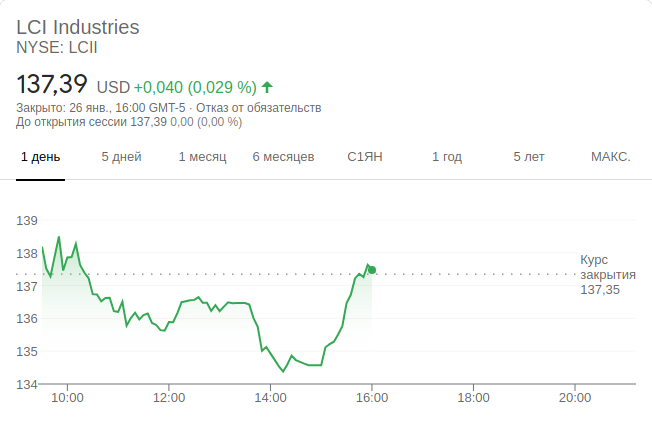 LCI Industries
NYSE: LCII
137,39 USD +0,040 (0,029 %)
Закрыто: 26 янв., 16:00 GMT-5 · Отказ от обязательств
До открытия сессии 137,39 0,00 (0,00 %)
1 день 5 дней 1 месяц 6 месяцев С1ЯН 1 год 5 лет МАКС.
139
138
137
136
135
134
Курс
закрытия
137,35
10:00 12:00 14:00 16:00 18:00 20:00